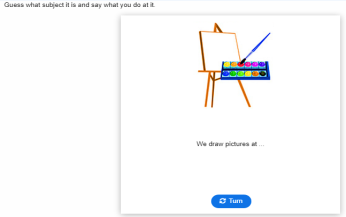 Guess what subject it is and say what you do at it.
We draw pictures at ...
Turn